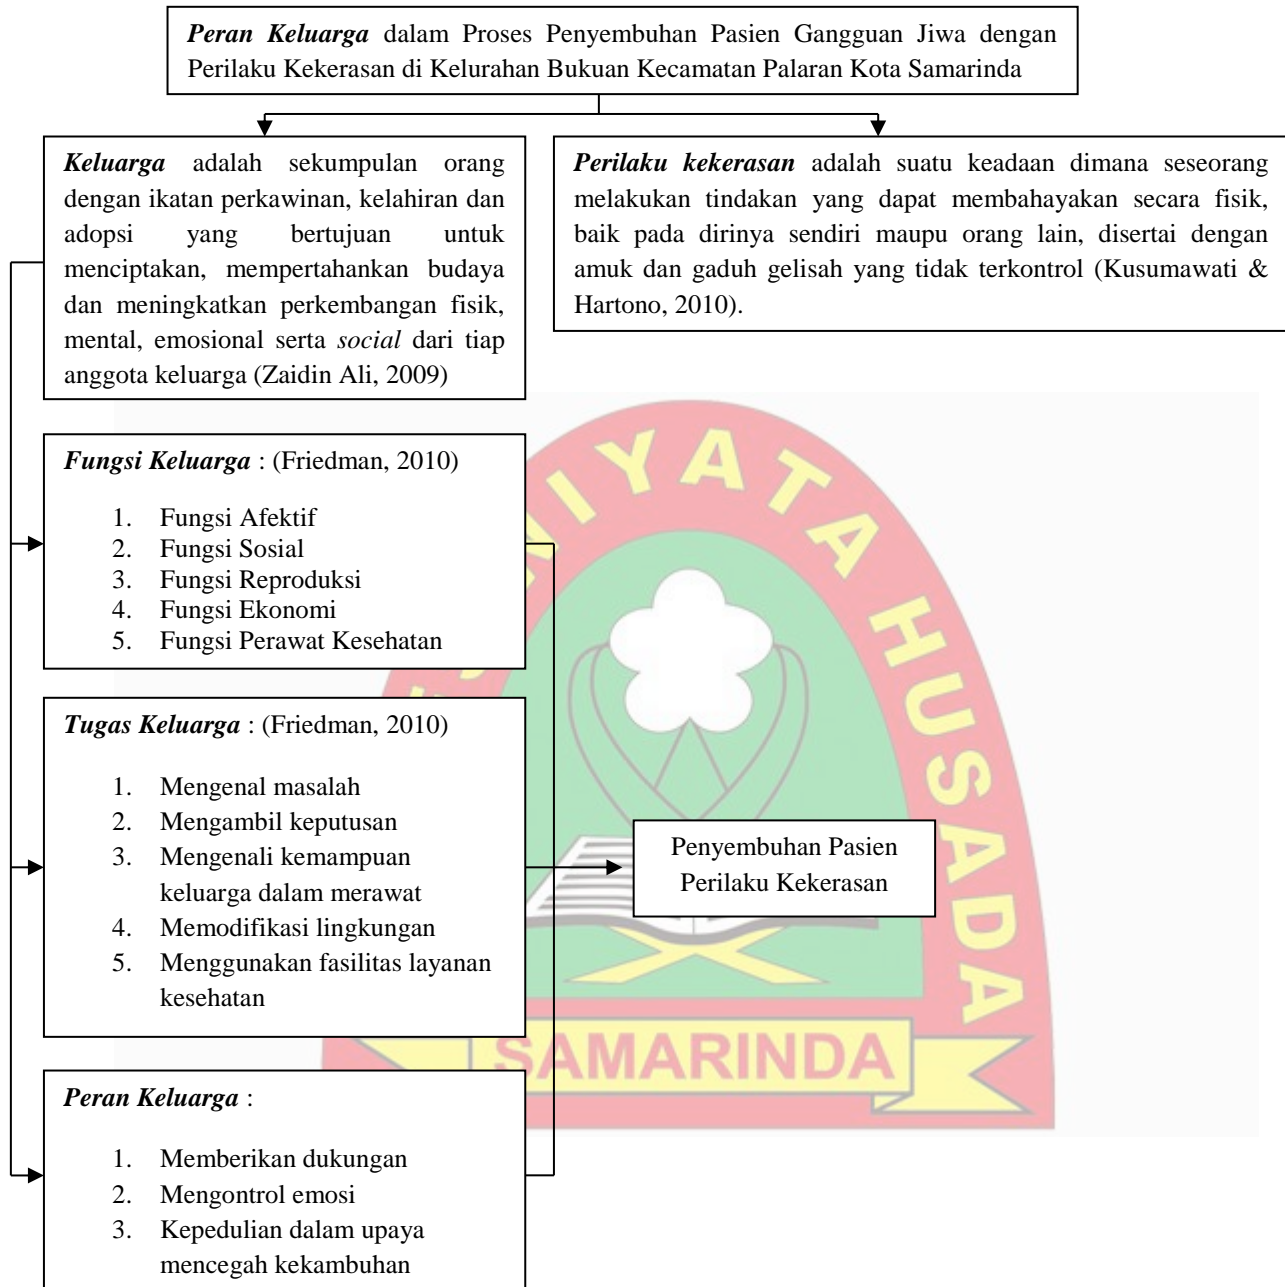 Peran Keluarga dalam Proses Penyembuhan Pasien Gangguan Jiwa dengan
Perilaku Kekerasan di Kelurahan Bukuan Kecamatan Palaran Kota Samarinda
Keluarga adalah sekumpulan orang
dengan ikatan perkawinan, kelahiran dan
adopsi yang bertujuan untuk
menciptakan, mempertahankan budaya
dan meningkatkan perkembangan fisik,
mental, emosional serta social dari tiap
anggota keluarga (Zaidin Ali, 2009)
Perilaku kekerasan adalah suatu keadaan dimana seseorang
melakukan tindakan yang dapat membahayakan secara fisik,
baik pada dirinya sendiri maupu orang lain, disertai dengan
amuk dan gaduh gelisah yang tidak terkontrol (Kusumawati &
Hartono, 2010).
Fungsi Keluarga : (Friedman, 2010)
1. Fungsi Afektif
2. Fungsi Sosial
3. Fungsi Reproduksi
4. Fungsi Ekonomi
5. Fungsi Perawat Kesehatan
Tugas Keluarga : (Friedman, 2010)
1. Mengenal masalah
2. Mengambil keputusan
3. Mengenali kemampuan
keluarga dalam merawat
4. Memodifikasi lingkungan
5. Menggunakan fasilitas layanan
kesehatan
Penyembuhan Pasien
Perilaku Kekerasan
Peran Keluarga :
1. Memberikan dukungan
2. Mengontrol emosi
3. Kepedulian dalam upaya
mencegah kekambuhan
HUSADA
SAMARINDA